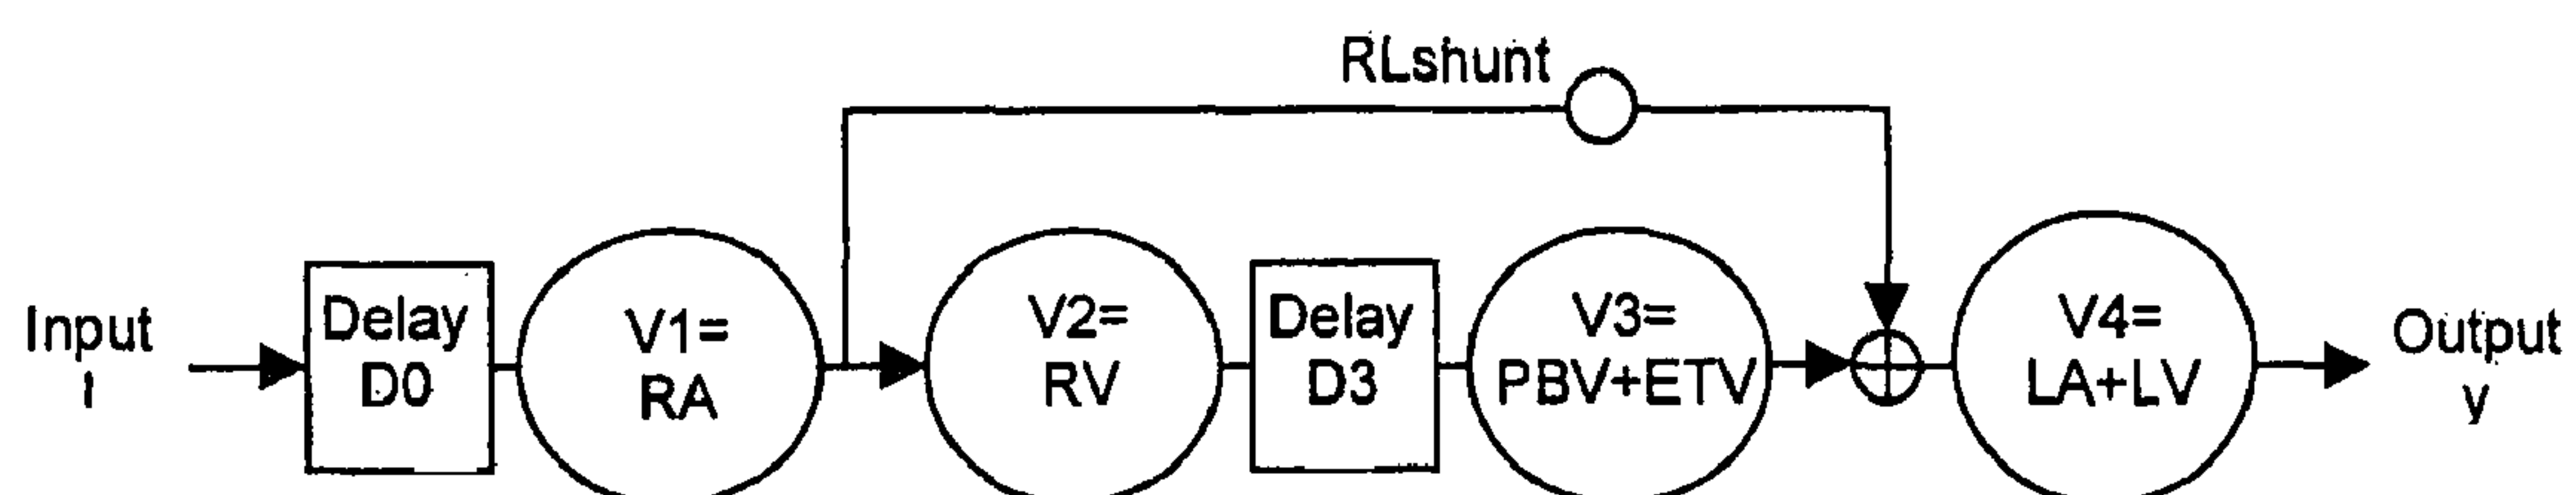 RLshunt
Input
I
Delay
D0
V1=
RA
V2=
RV
Delay
D3
V3=
PBV+ETV
V4=
LA+LV
Output
y